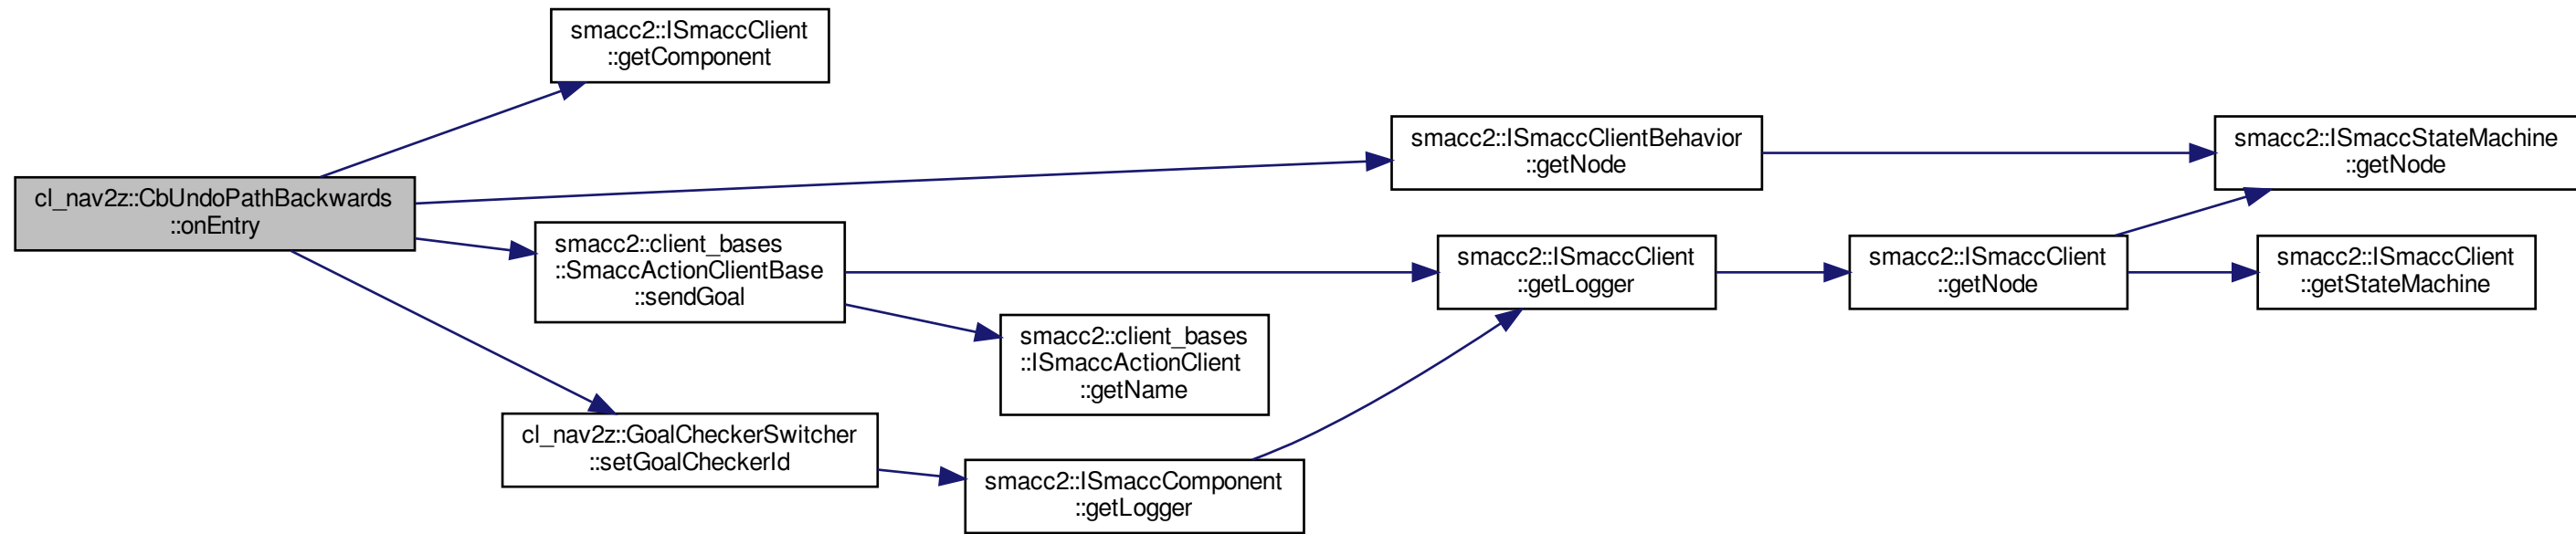 cl_nav2z::CbUndoPathBackwards
::onEntry
smacc2::ISmaccClient
::getComponent
smacc2::ISmaccClientBehavior
::getNode
smacc2::ISmaccStateMachine
::getNode
smacc2::client_bases
::SmaccActionClientBase
::sendGoal
smacc2::ISmaccClient
::getLogger
smacc2::ISmaccClient
::getNode
smacc2::ISmaccClient
::getStateMachine
smacc2::client_bases
::ISmaccActionClient
::getName
cl_nav2z::GoalCheckerSwitcher
::setGoalCheckerId
smacc2::ISmaccComponent
::getLogger